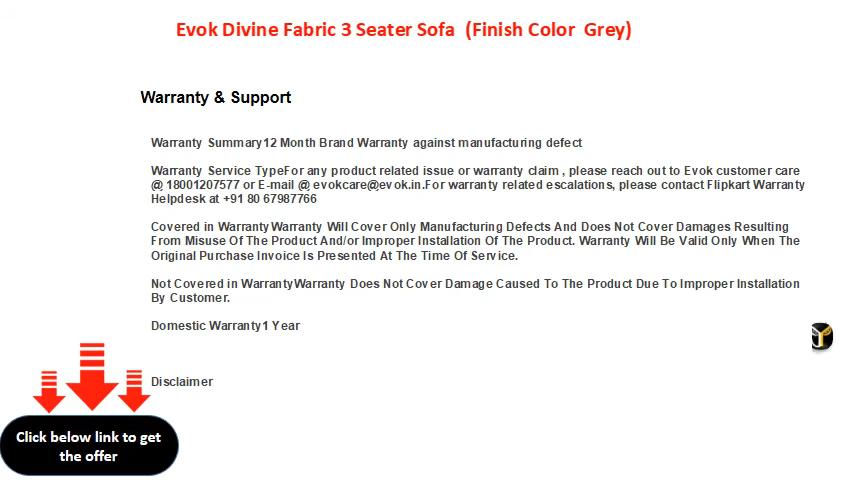 Evok Divine Fabric 3 Seater Sofa (Finish Color Grey)
Warranty & Support
Warranty Summary12 Month Brand Warranty against manufacturing defect
Warranty Service TypeFor any product related issue or warranty claim , please reach out to Evok customer care
@ 18001207577 or E-mail @ evokcare@evok.in.For warranty related escalations, please contact Flipkart Warranty
Helpdesk at +91 80 67987766
Covered in WarrantyWarranty Will Cover Only Manufacturing Defects And Does Not Cover Damages Resulting
From Misuse Of The Product And/or Improper Installation Of The Product. Warranty Will Be Valid Only When The
Original Purchase Invoice Is Presented At The Time Of Service.
Not Covered in WarrantyWarranty Does Not Cover Damage Caused To The Product Due To Improper Installation
By Customer.
Domestic Warranty1 Year
Disclaimer
Click below link to get
the offer